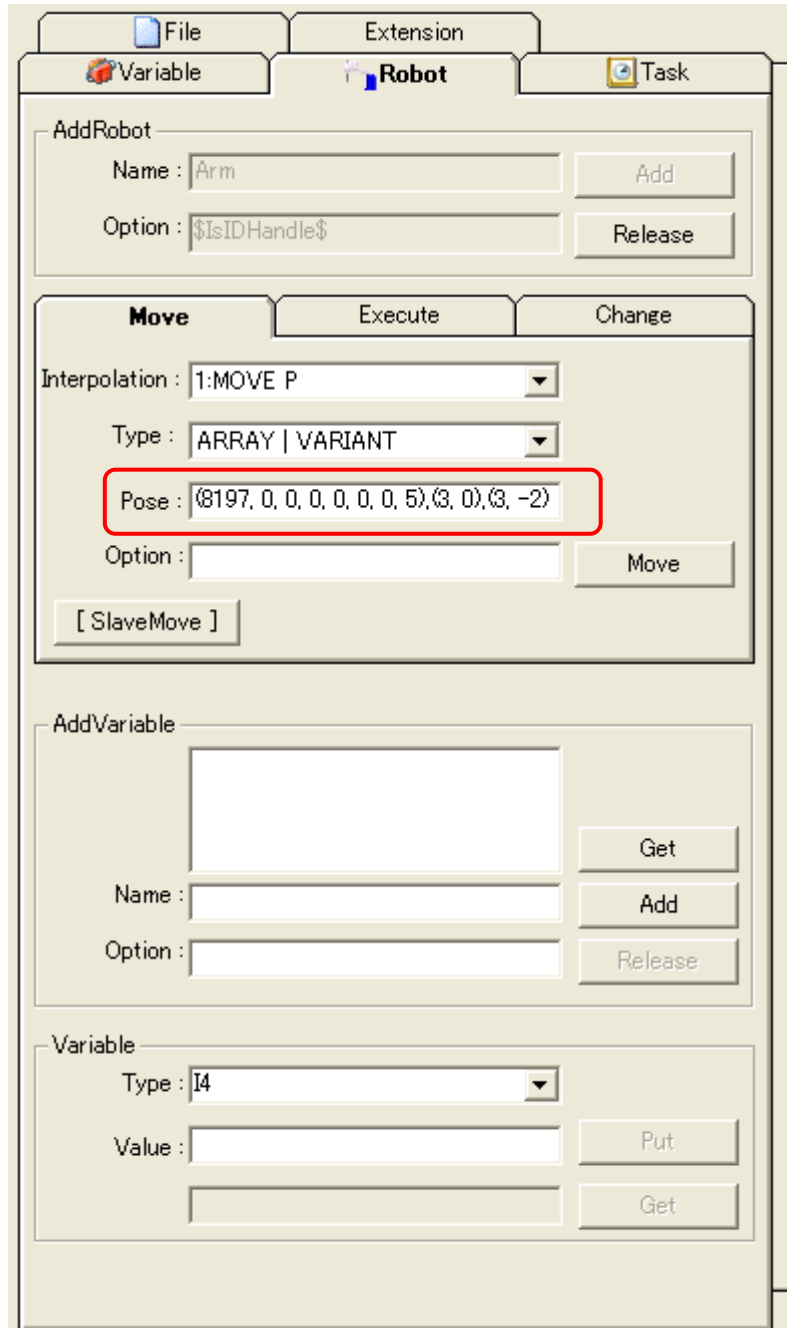 File Extension
Variable Robot Task
AddRobot
Name : Arm Add
Option : $IsIDHandle$ Release
Move Execute Change
Interpolation : 1:MOVE P
Type : ARRAY | VARIANT
Pose : (8197, 0, 0, 0, 0, 0, 0, 5),(3, 0),(3, -2)
Option : Move
[ SlaveMove ]
AddVariable
Get
Name : Add
Option : Release
Variable
Type : I4
Value : Put
Get